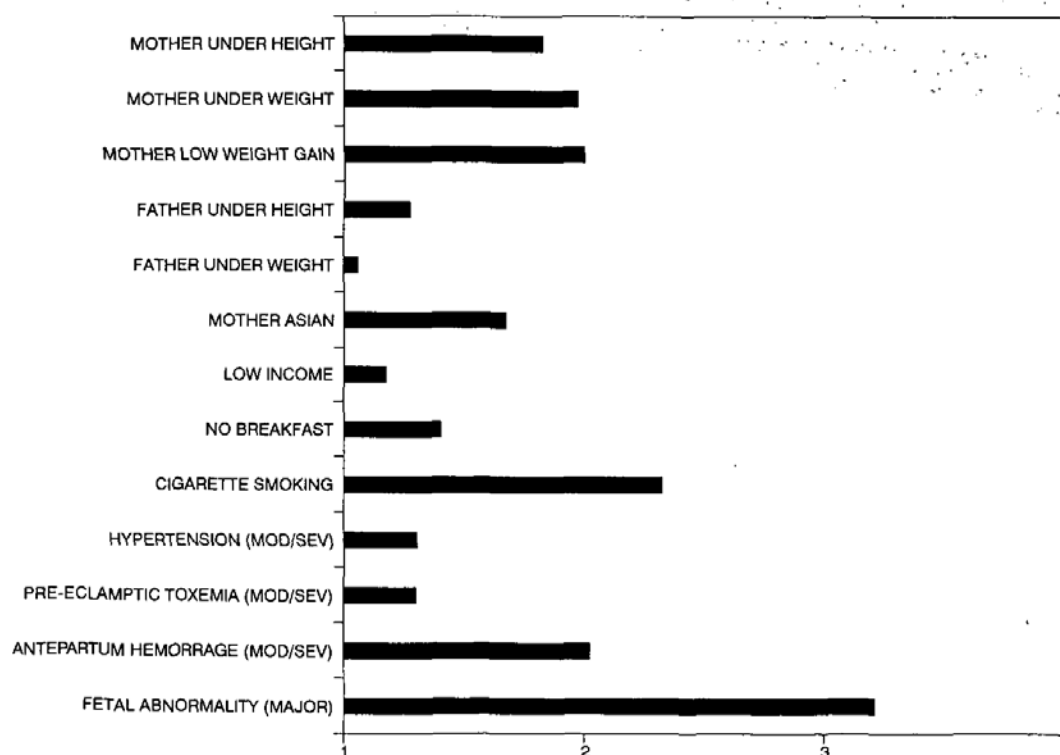 MOTHER UNDER HEIGHT
MOTHER UNDER WEIGHT
MOTHER LOW WEIGHT GAIN
FATHER UNDER HEIGHT
FATHER UNDER WEIGHT
MOTHER ASIAN
LOW INCOME
NO BREAKFAST
CIGARETTE SMOKING
HYPERTENSION (MOD/SEV)
PRE-ECLAMPTIC TOXEMIA (MOD/SEV)
ANTEPARTUM HEMORRAGE (MOD/SEV)
FETAL ABNORMALITY (MAJOR)
1 2 3